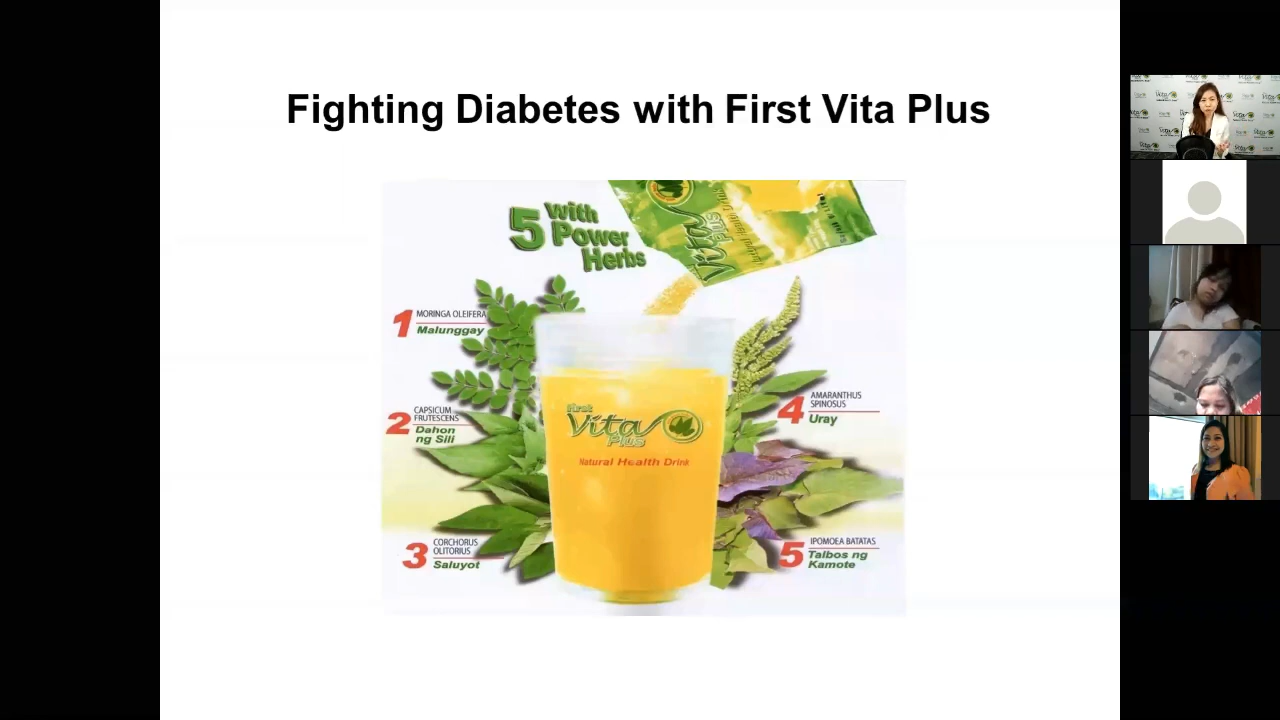 Fighting Diabetes with First Vita Plus
5 with
Power
Herbs
Vita
Plus
1 MORINGA OLEIFERA
Malunggay
2 CAPSICUM
FRUTESCENS
Dahon
ng Sili
3 CORCHORUS
OLITORIUS
Saluyot
First
Vita
Plus
Natural Health Drink
4 AMARANTHUS
SPINOSUS
Uray
5 IPOMOEA BATATAS
Talbos ng
Kamote